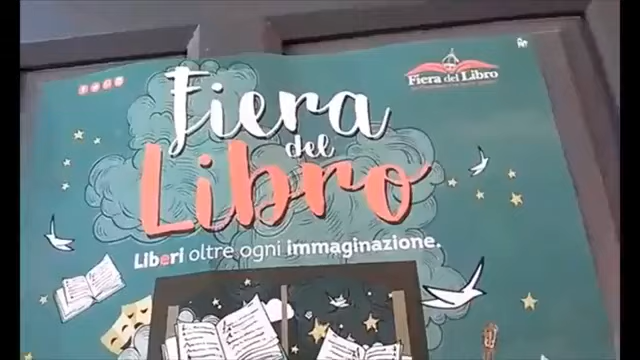 Fiera del Libro
Fiera
del
Libro
Liberi oltre ogni immaginazione.